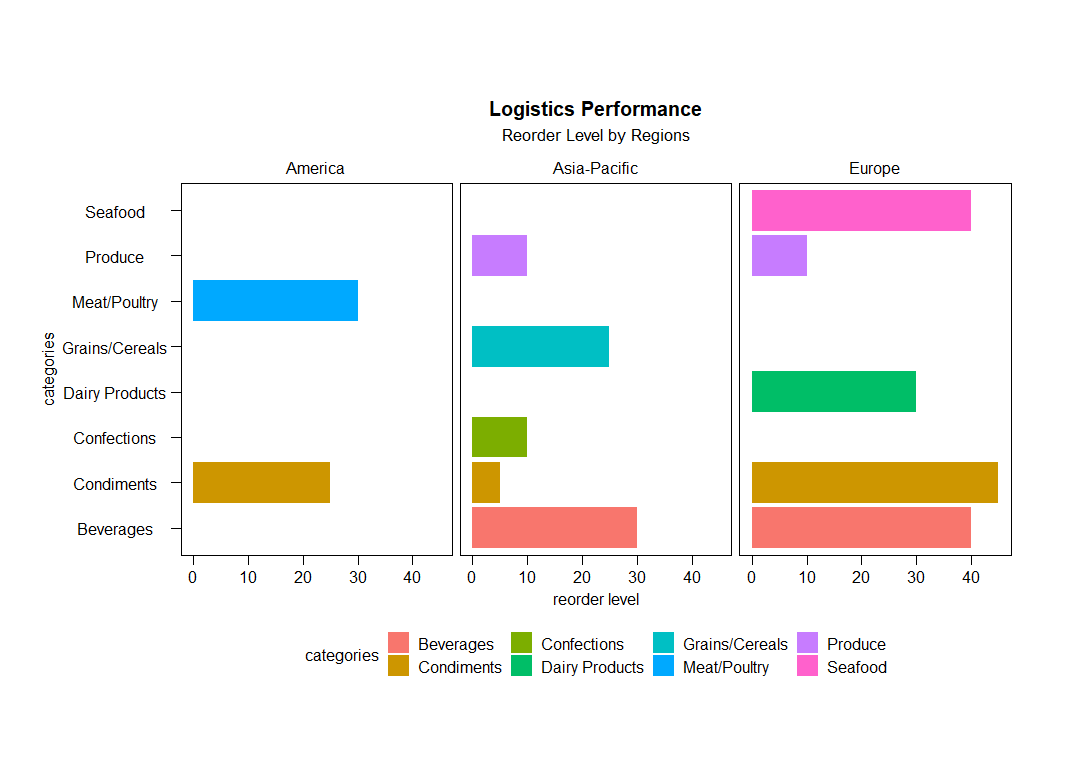 Logistics Performance
Reorder Level by Regions
America Asia-Pacific Europe
categories
Seafood
Produce
Meat/Poultry
Grains/Cereals
Dairy Products
Confections
Condiments
Beverages
0 10 20 30 40 0 10 20 30 40 0 10 20 30 40
reorder level
categories
Beverages Confections Grains/Cereals Produce
Condiments Dairy Products Meat/Poultry Seafood